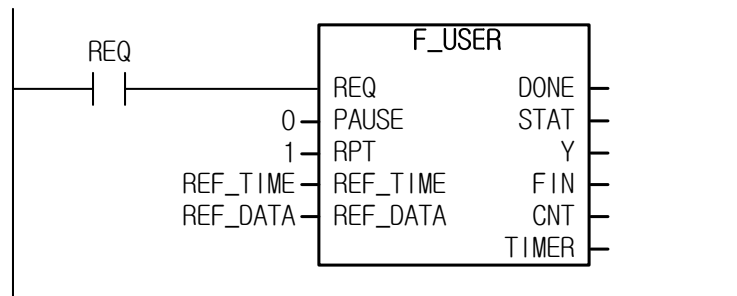 F_USER
REQ
REQ DONE
0 PAUSE STAT
1 RPT Y
REF_TIME REF_TIME FIN
REF_DATA REF_DATA CNT
TIMER